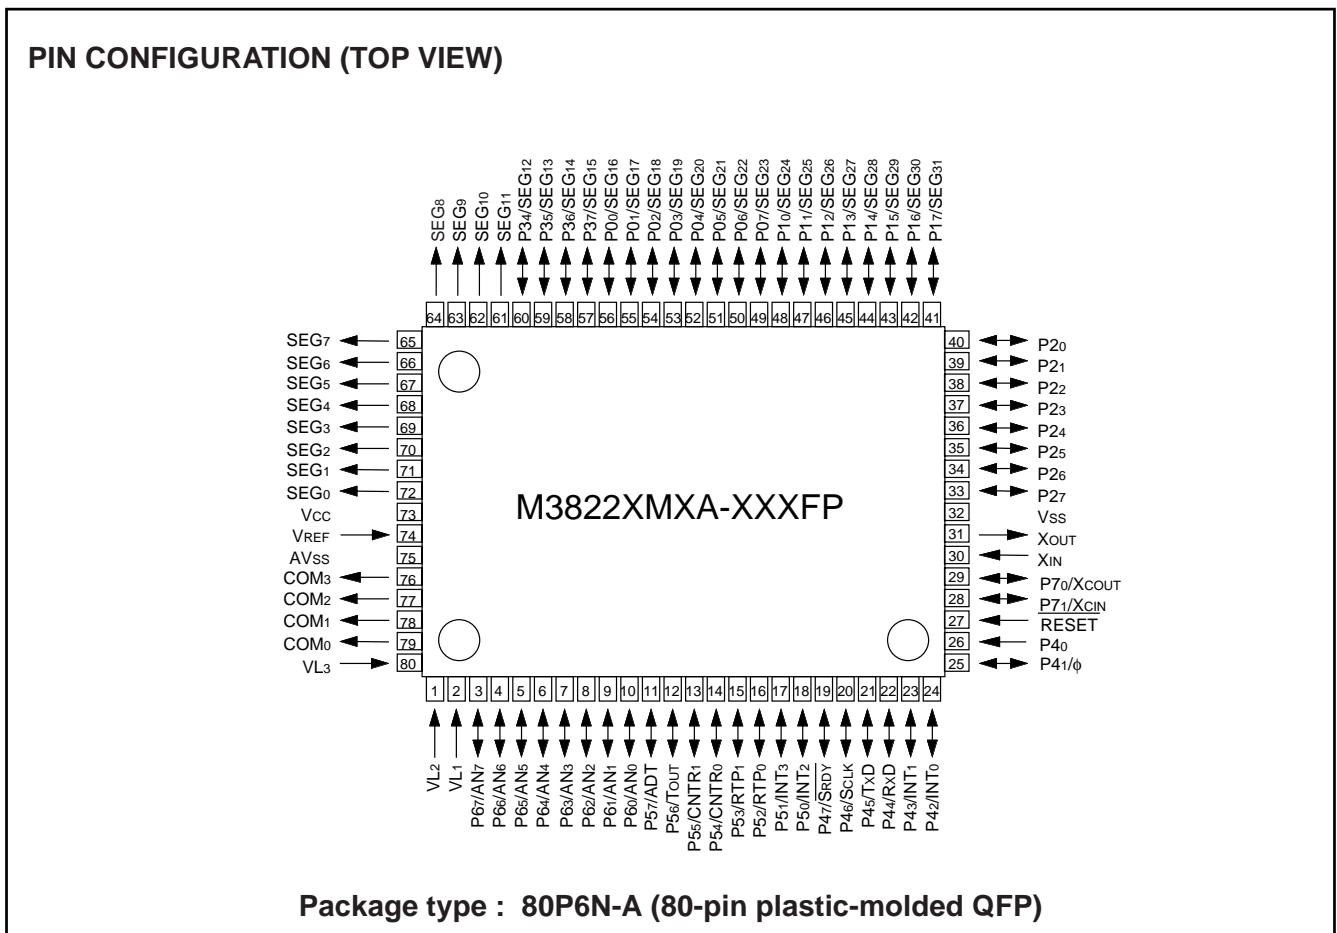 PIN CONFIGURATION (TOP VIEW)
SEG8
SEG9
SEG10
SEG11
P34/SEG12
P35/SEG13
P36/SEG14
P37/SEG15
P00/SEG16
P01/SEG17
P02/SEG18
P03/SEG19
P04/SEG20
P05/SEG21
P06/SEG22
P07/SEG23
P10/SEG24
P11/SEG25
P12/SEG26
P13/SEG27
P14/SEG28
P15/SEG29
P16/SEG30
P17/SEG31
64 63 62 61 60 59 58 57 56 55 54 53 52 51 50 49 48 47 46 45 44 43 42 41
SEG7 65
SEG6 66
SEG5 67
SEG4 68
SEG3 69
SEG2 70
SEG1 71
SEG0 72
VCC 73
VREF 74
AVSS 75
COM3 76
COM2 77
COM1 78
COM0 79
VL3 80
M3822XMXA-XXXFP
40 P20
39 P21
38 P22
37 P23
36 P24
35 P25
34 P26
33 P27
32 VSS
31 XOUT
30 XIN
29 P70/XCOUT
28 P71/XCIN
27 RESET
26 P40
25 P41/ϕ
1 2 3 4 5 6 7 8 9 10 11 12 13 14 15 16 17 18 19 20 21 22 23 24
VL2
VL1
P67/AN7
P66/AN6
P65/AN5
P64/AN4
P63/AN3
P62/AN2
P61/AN1
P60/AN0
P57/ADT
P56/TOUT
P55/CNTR1
P54/CNTR0
P53/RTP1
P52/RTP0
P51/INT3
P50/INT2
P47/SRDY
P46/SCLK
P45/TXD
P44/RXD
P43/INT1
P42/INT0
Package type : 80P6N-A (80-pin plastic-molded QFP)